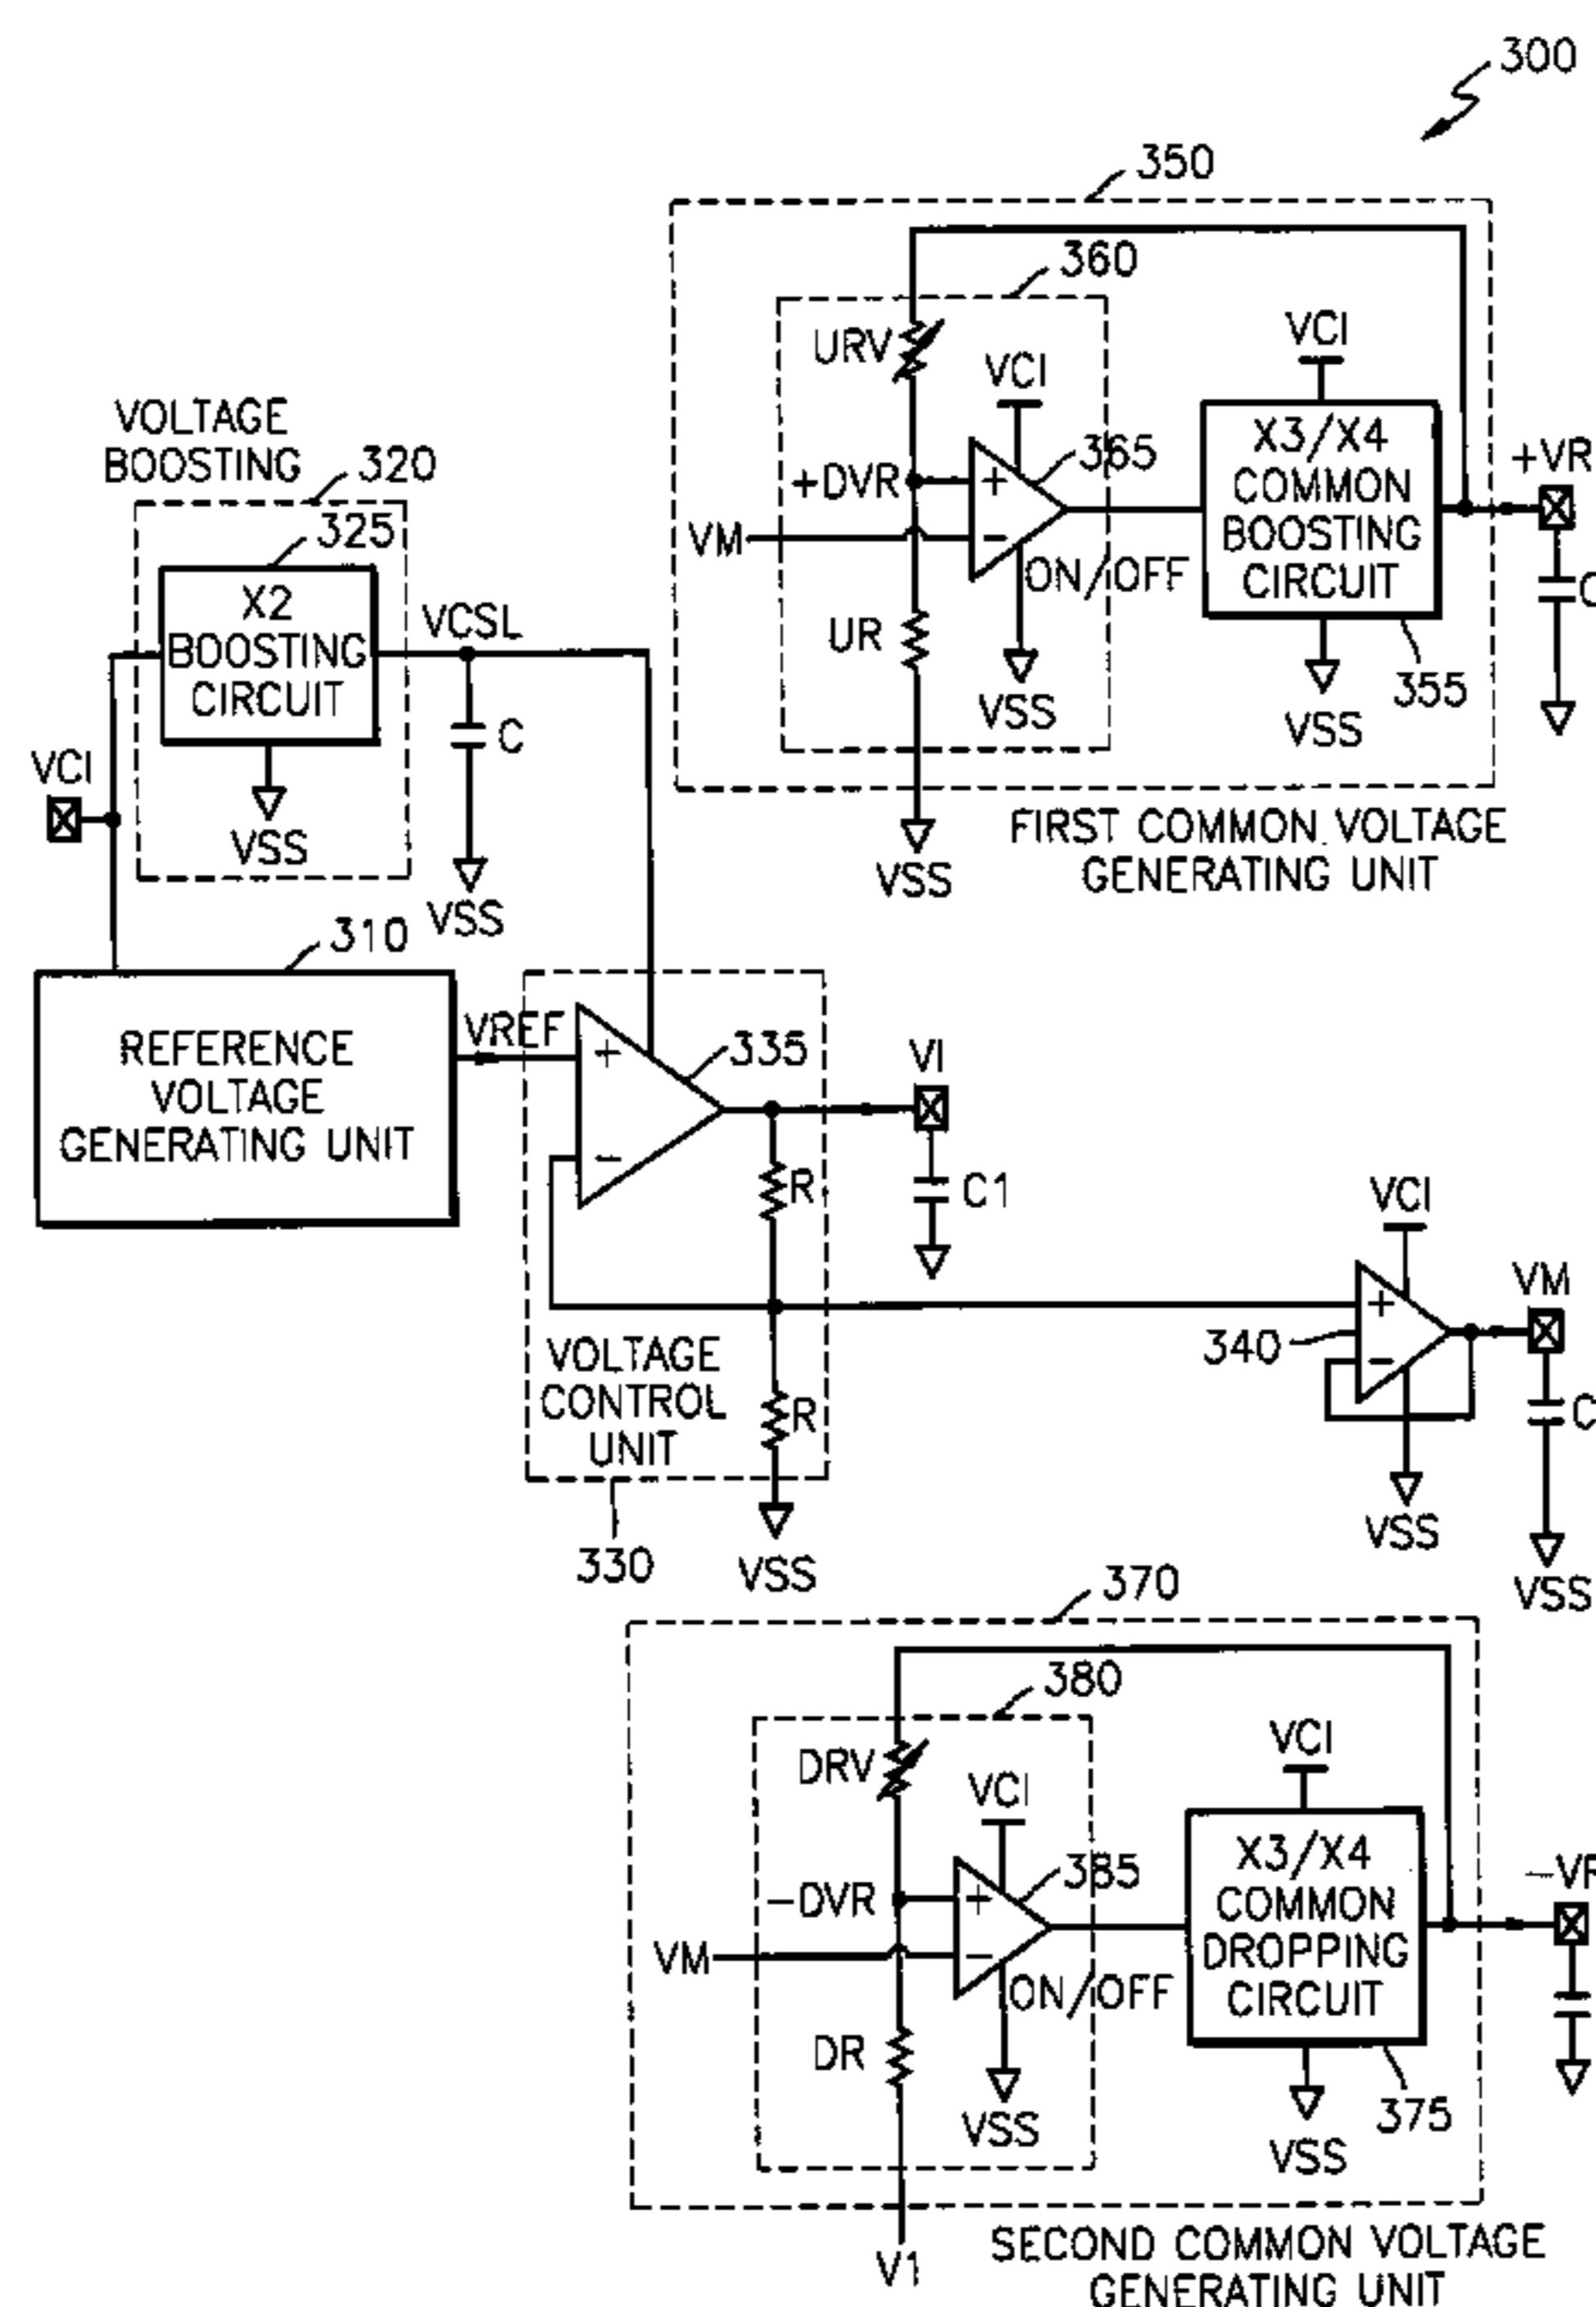 300
350
360
URV
VCI
VCI
X3/X4
COMMON
BOOSTING
CIRCUIT
+VR
365
+DVR
+
VM
−
ON/OFF
UR
VSS
VSS
355
VSS
FIRST COMMON VOLTAGE
GENERATING UNIT
VOLTAGE
BOOSTING
320
325
X2
BOOSTING
CIRCUIT
VCSL
C
VCI
VSS
VSS
310
REFERENCE
VOLTAGE
GENERATING UNIT
VREF
+
335
−
VI
R
C1
VOLTAGE
CONTROL
UNIT
R
330
VSS
VCI
VM
340
+
−
VSS
VSS
370
380
DRV
VCI
VCI
X3/X4
COMMON
DROPPING
CIRCUIT
385
−DVR
+
VM
−
ON/OFF
DR
VSS
375
VSS
V1
SECOND COMMON VOLTAGE
GENERATING UNIT